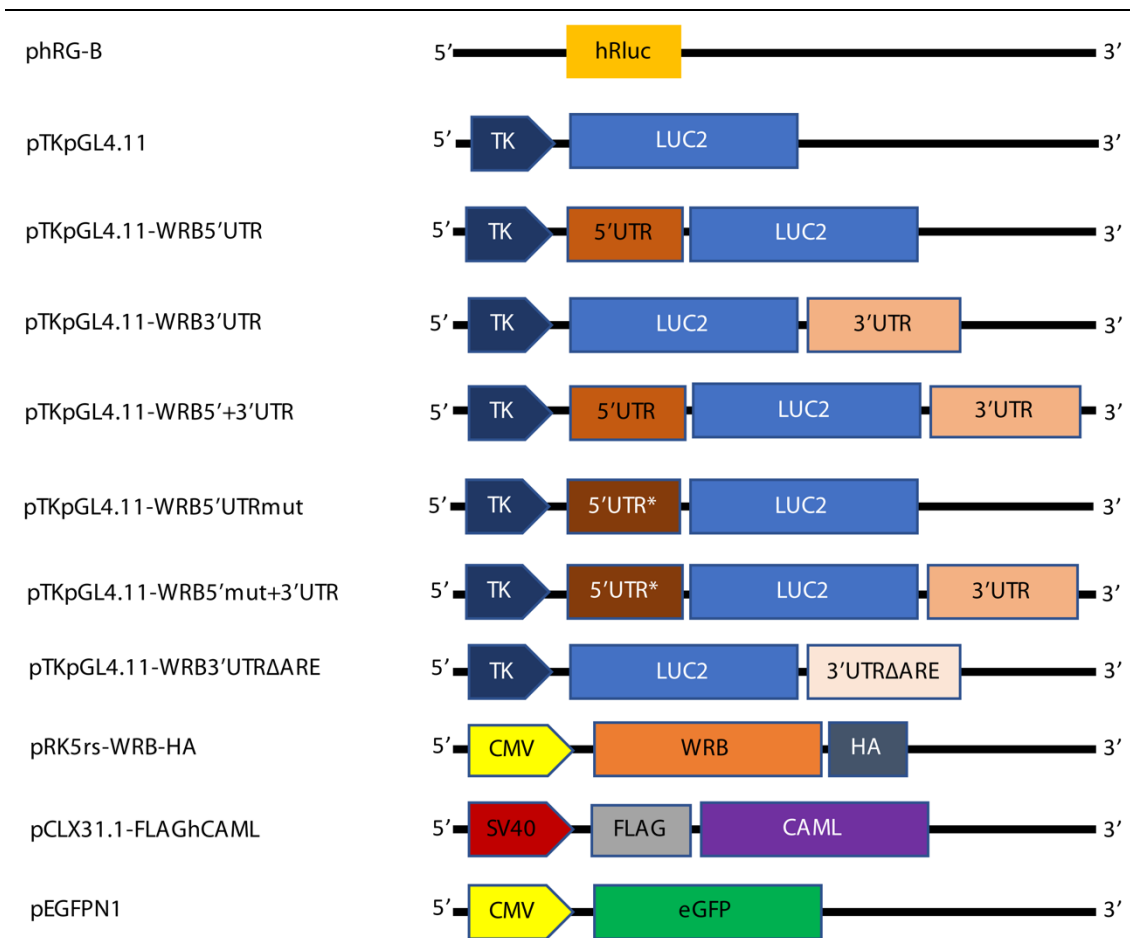 phRG-B 5’ hRluc 3’
pTKpGL4.11 5’ TK LUC2 3’
pTKpGL4.11-WRB5’UTR 5’ TK 5’UTR LUC2 3’
pTKpGL4.11-WRB3’UTR 5’ TK LUC2 3’UTR 3’
pTKpGL4.11-WRB5’+3’UTR 5’ TK 5’UTR LUC2 3’UTR 3’
pTKpGL4.11-WRB5’UTRmut 5’ TK 5’UTR* LUC2 3’
pTKpGL4.11-WRB5’mut+3’UTR 5’ TK 5’UTR* LUC2 3’UTR 3’
pTKpGL4.11-WRB3’UTRΔARE 5’ TK LUC2 3’UTRΔARE 3’
pRK5rs-WRB-HA 5’ CMV WRB HA 3’
pCLX31.1-FLAGhCAML 5’ SV40 FLAG CAML 3’
pEGFPN1 5’ CMV eGFP 3’